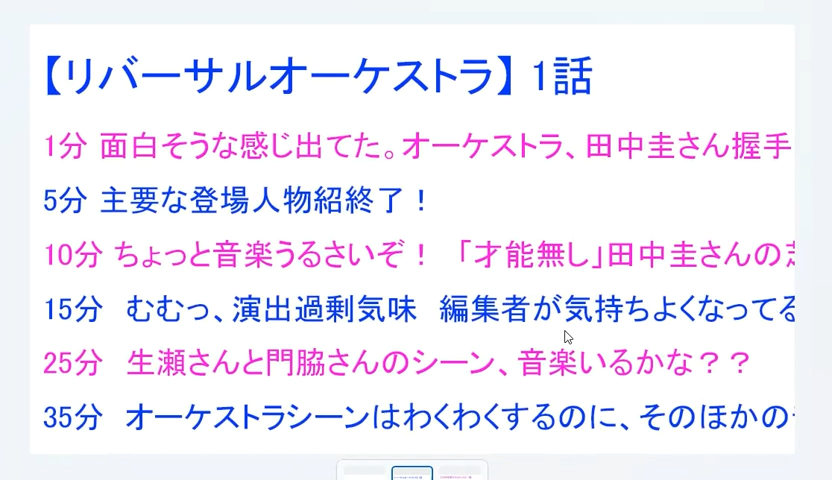 【リバーサルオーケストラ】 1話
1分 面白そうな感じ出てた。オーケストラ、田中圭さん握手
5分 主要な登場人物紹終了！
10分 ちょっと音楽うるさいぞ！ 「才能無し」田中圭さんの
15分 むむっ、演出過剰気味 編集者が気持ちよくなってる
25分 生瀬さんと門脇さんのシーン、音楽いるかな？？
35分 オーケストラシーンはわくわくするのに、そのほかの